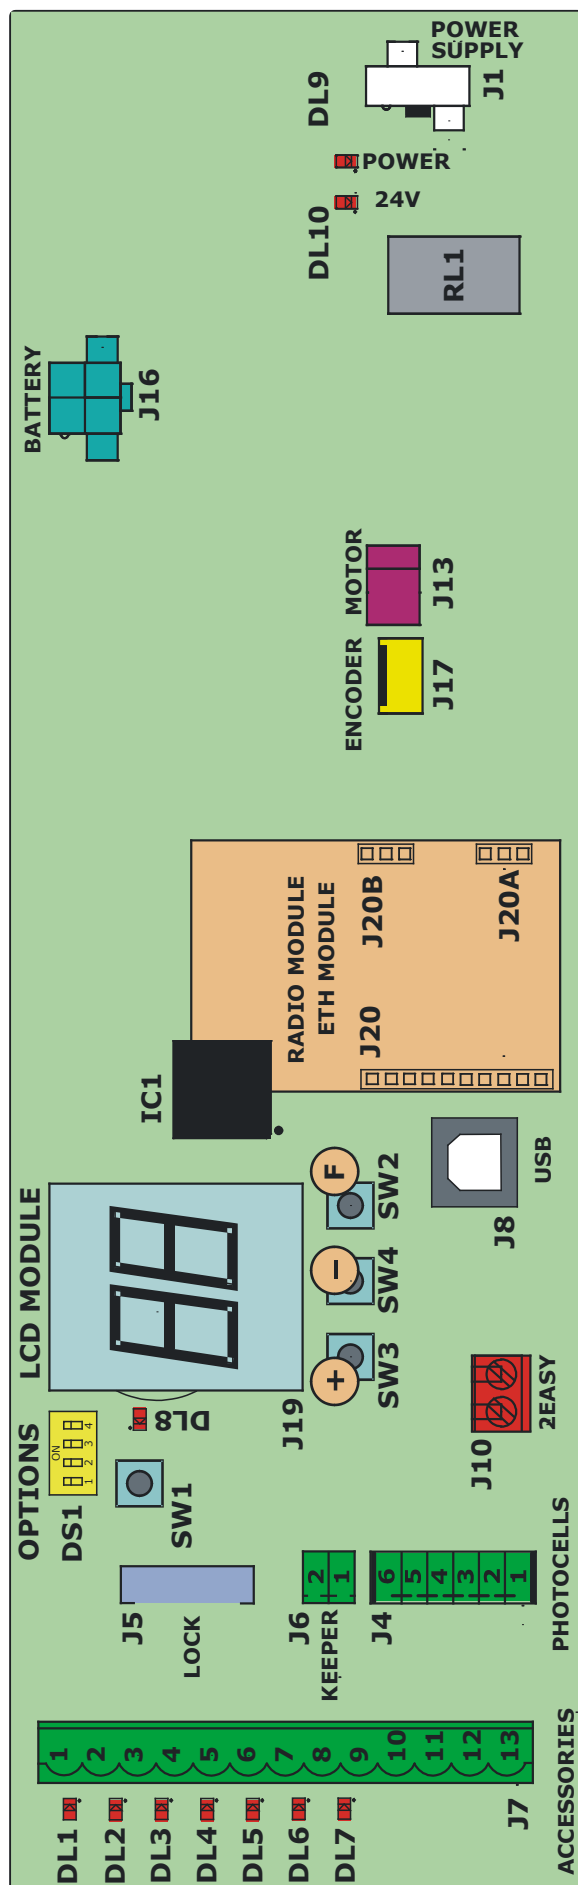 POWER
SUPPLY
J1
DL9
POWER
24V
DL10
RL1
BATTERY
J16
MOTOR
J13
ENCODER
J17
J20B
J20A
RADIO MODULE
ETH MODULE
J20
IC1
F
SW2
USB
J8
LCD MODULE
−
SW4
+
SW3
J19
2EASY
J10
DL8
OPTIONS
ON
1 2 3 4
DS1
SW1
J5
LOCK
2 1
J6
KEEPER
6 5 4 3 2 1
J4
PHOTOCELLS
1 2 3 4 5 6 7 8 9 10 11 12 13
J7
ACCESSORIES
DL1
DL2
DL3
DL4
DL5
DL6
DL7